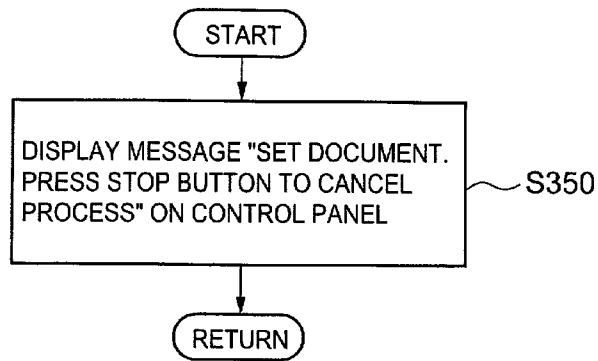 START
DISPLAY MESSAGE "SET DOCUMENT.
PRESS STOP BUTTON TO CANCEL
PROCESS" ON CONTROL PANEL
S350
RETURN